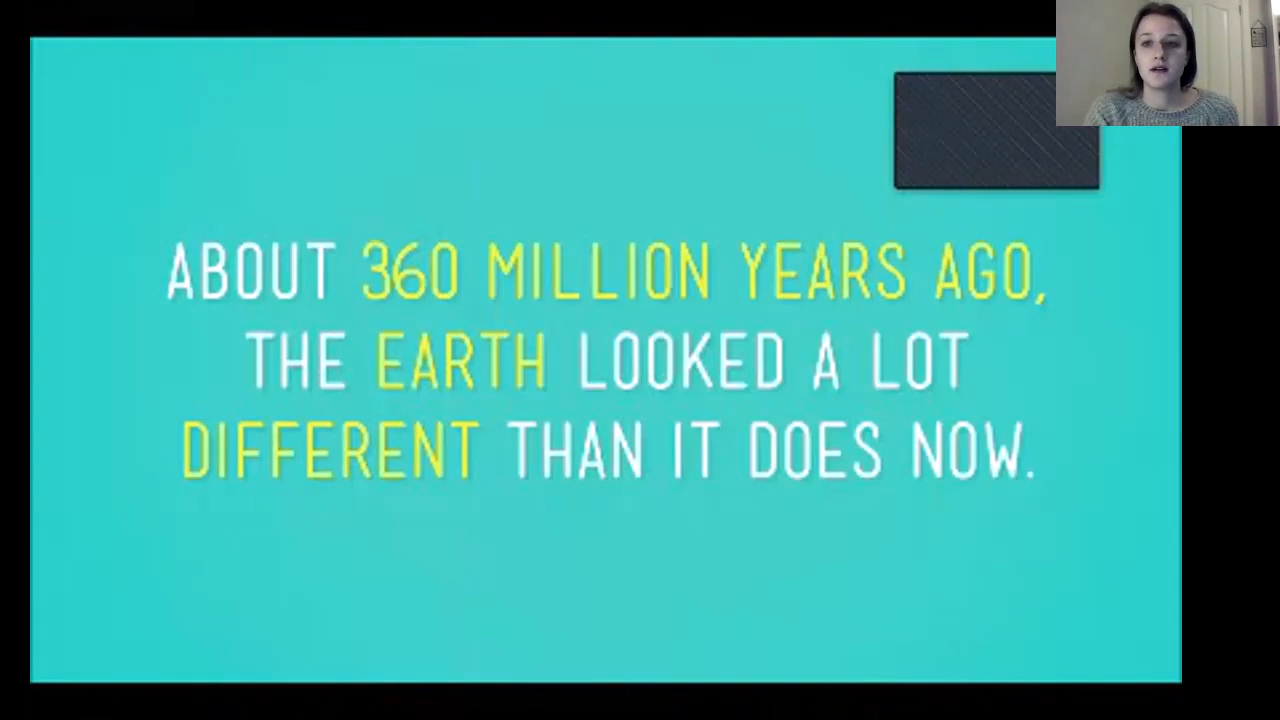 ABOUT 360 MILLION YEARS AGO,
THE EARTH LOOKED A LOT
DIFFERENT THAN IT DOES NOW.